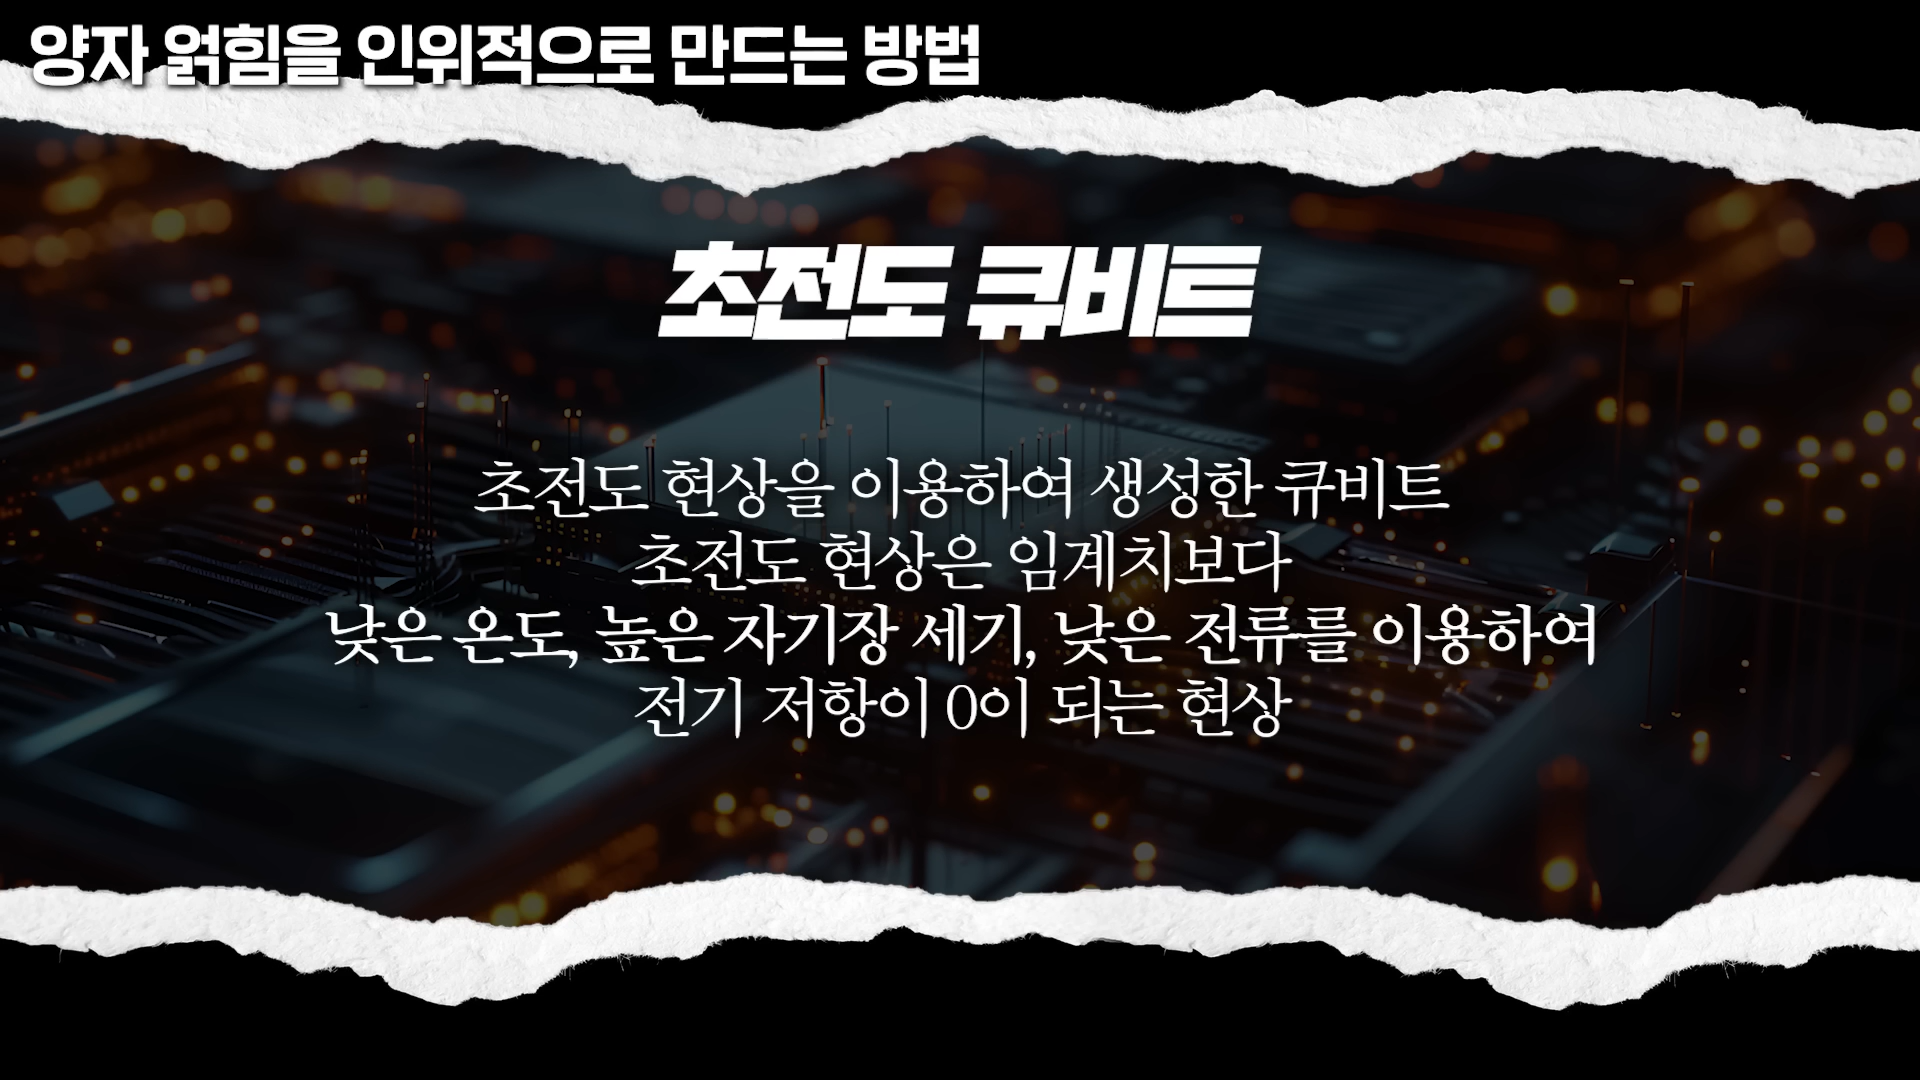 양자 얽힘을 인위적으로 만드는 방법
초전도 큐비트
초전도 현상을 이용하여 생성한 큐비트
초전도 현상은 임계치보다
낮은 온도, 높은 자기장 세기, 낮은 전류를 이용하여
전기 저항이 0이 되는 현상